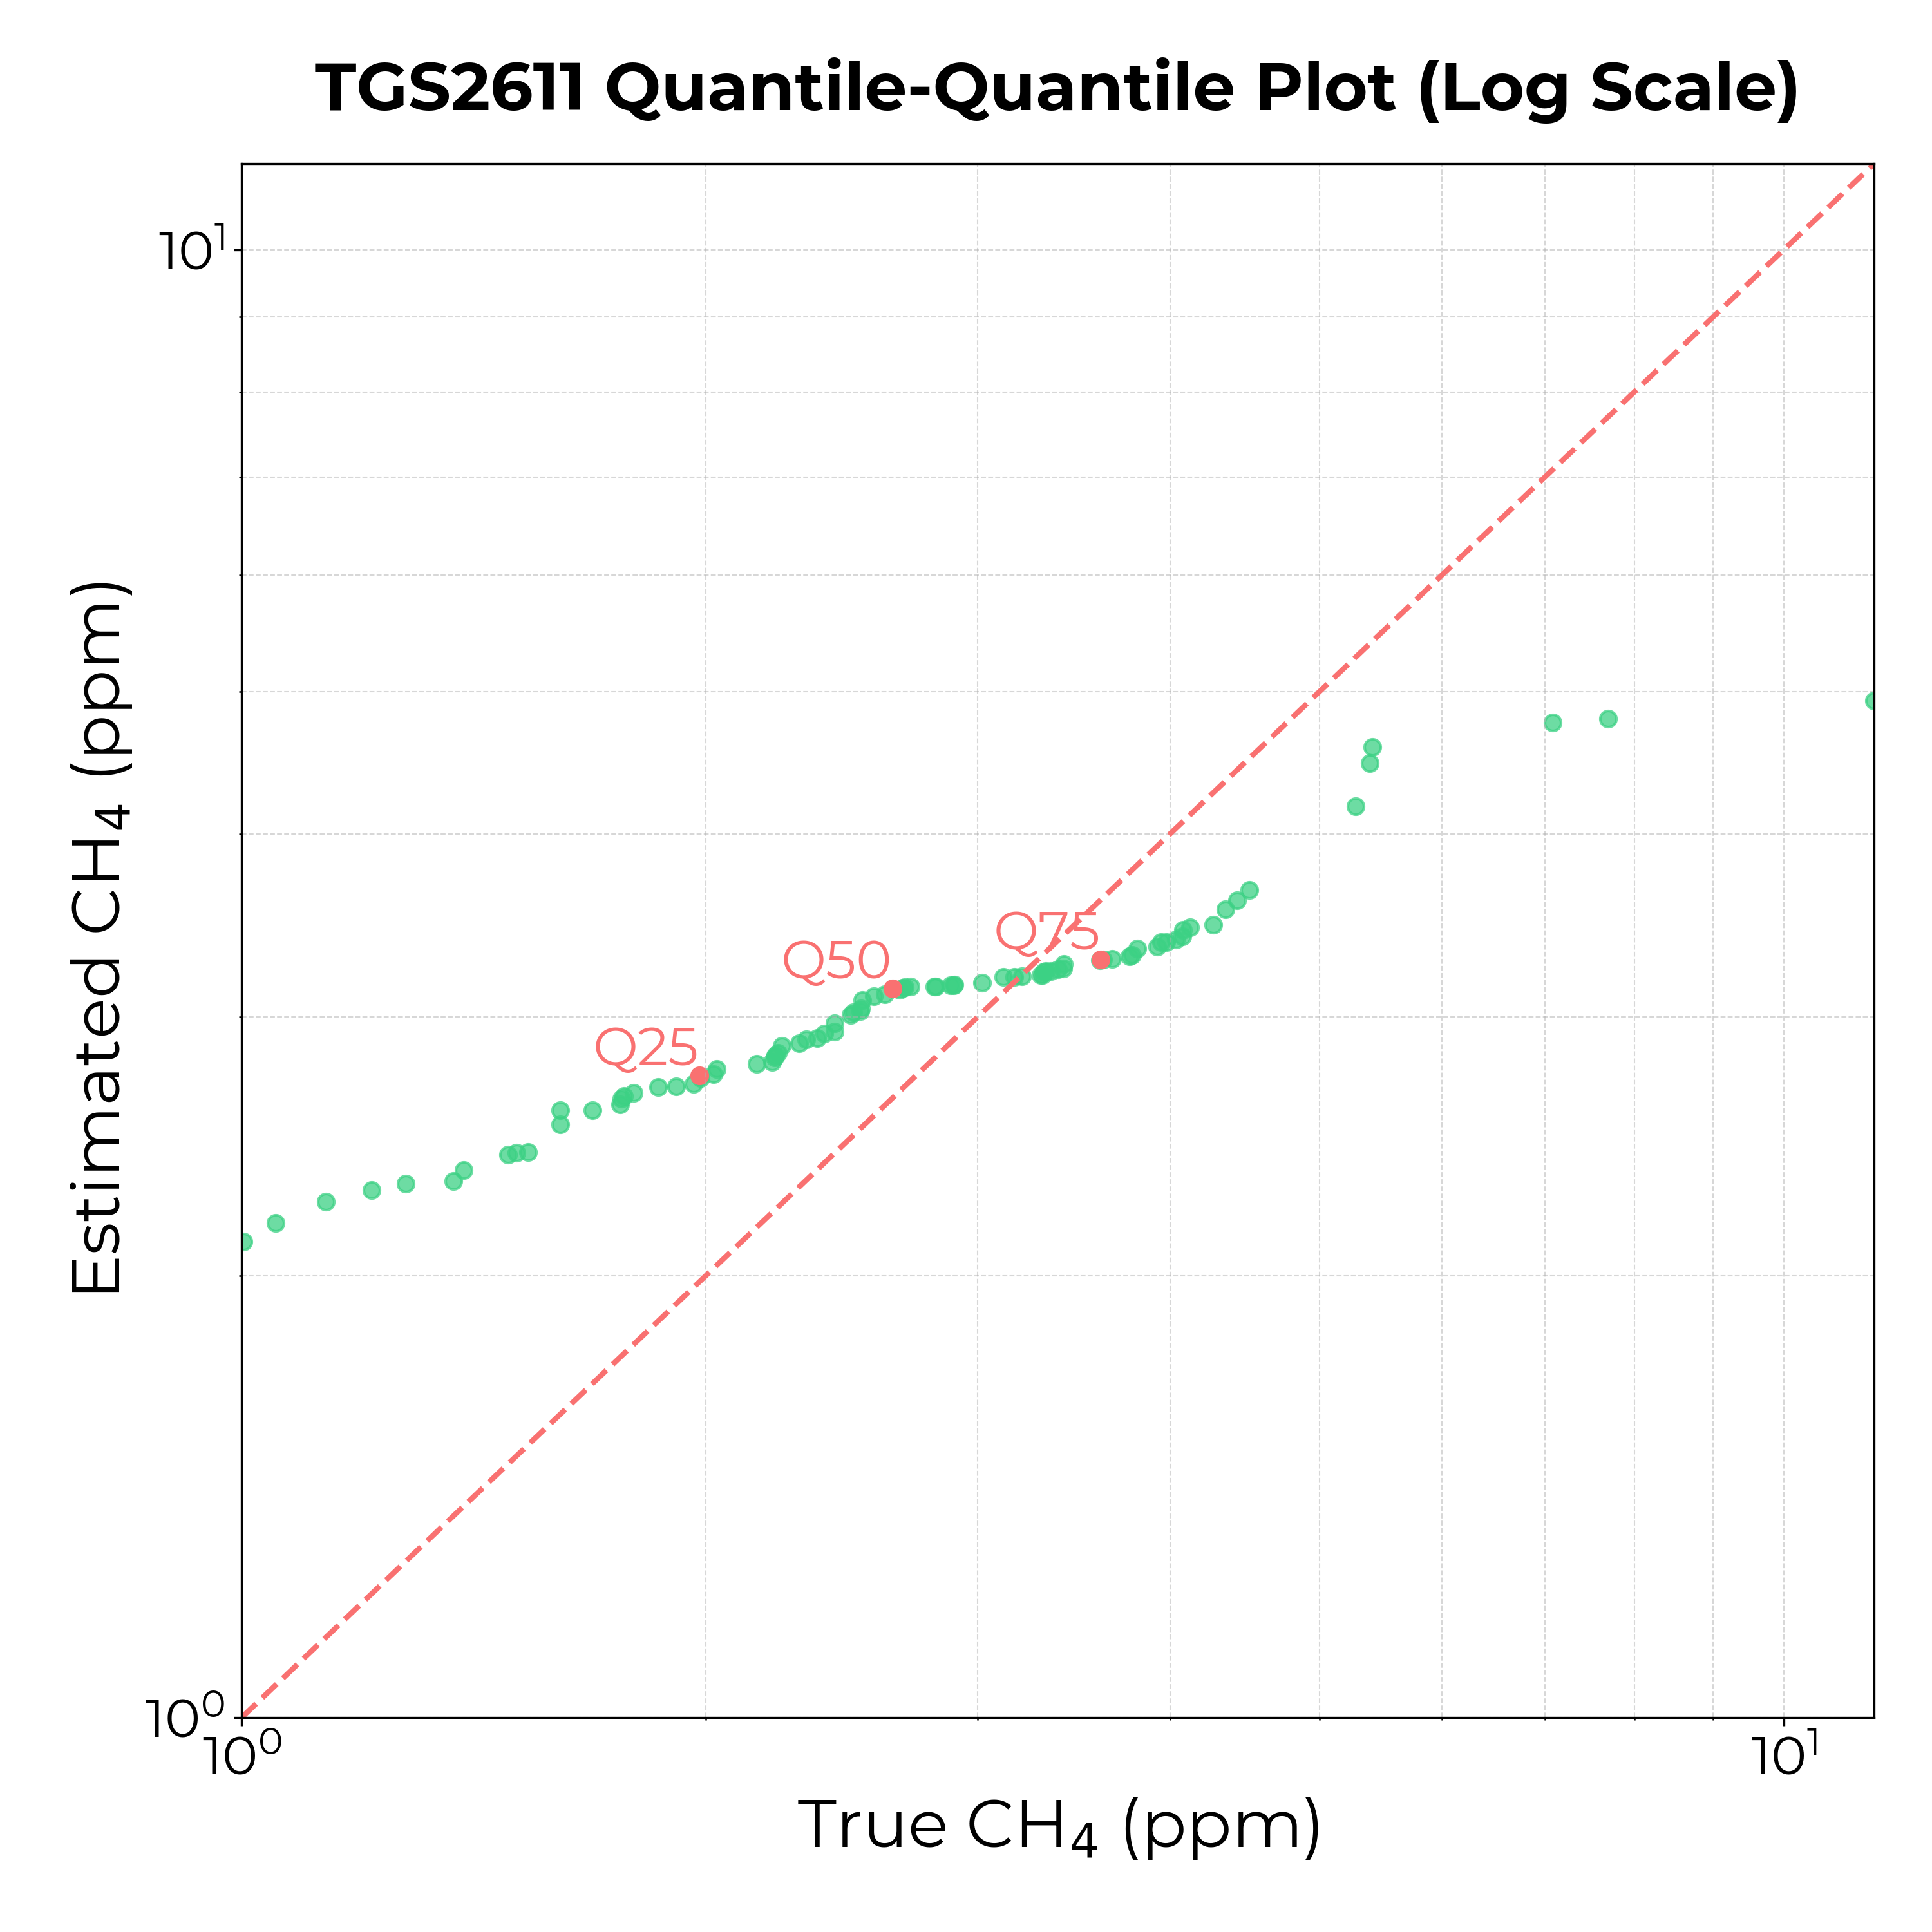 TGS2611 Quantile-Quantile Plot (Log Scale)
10¹
Estimated CH₄ (ppm)
Q75
Q50
Q25
10⁰
10⁰
10¹
True CH₄ (ppm)